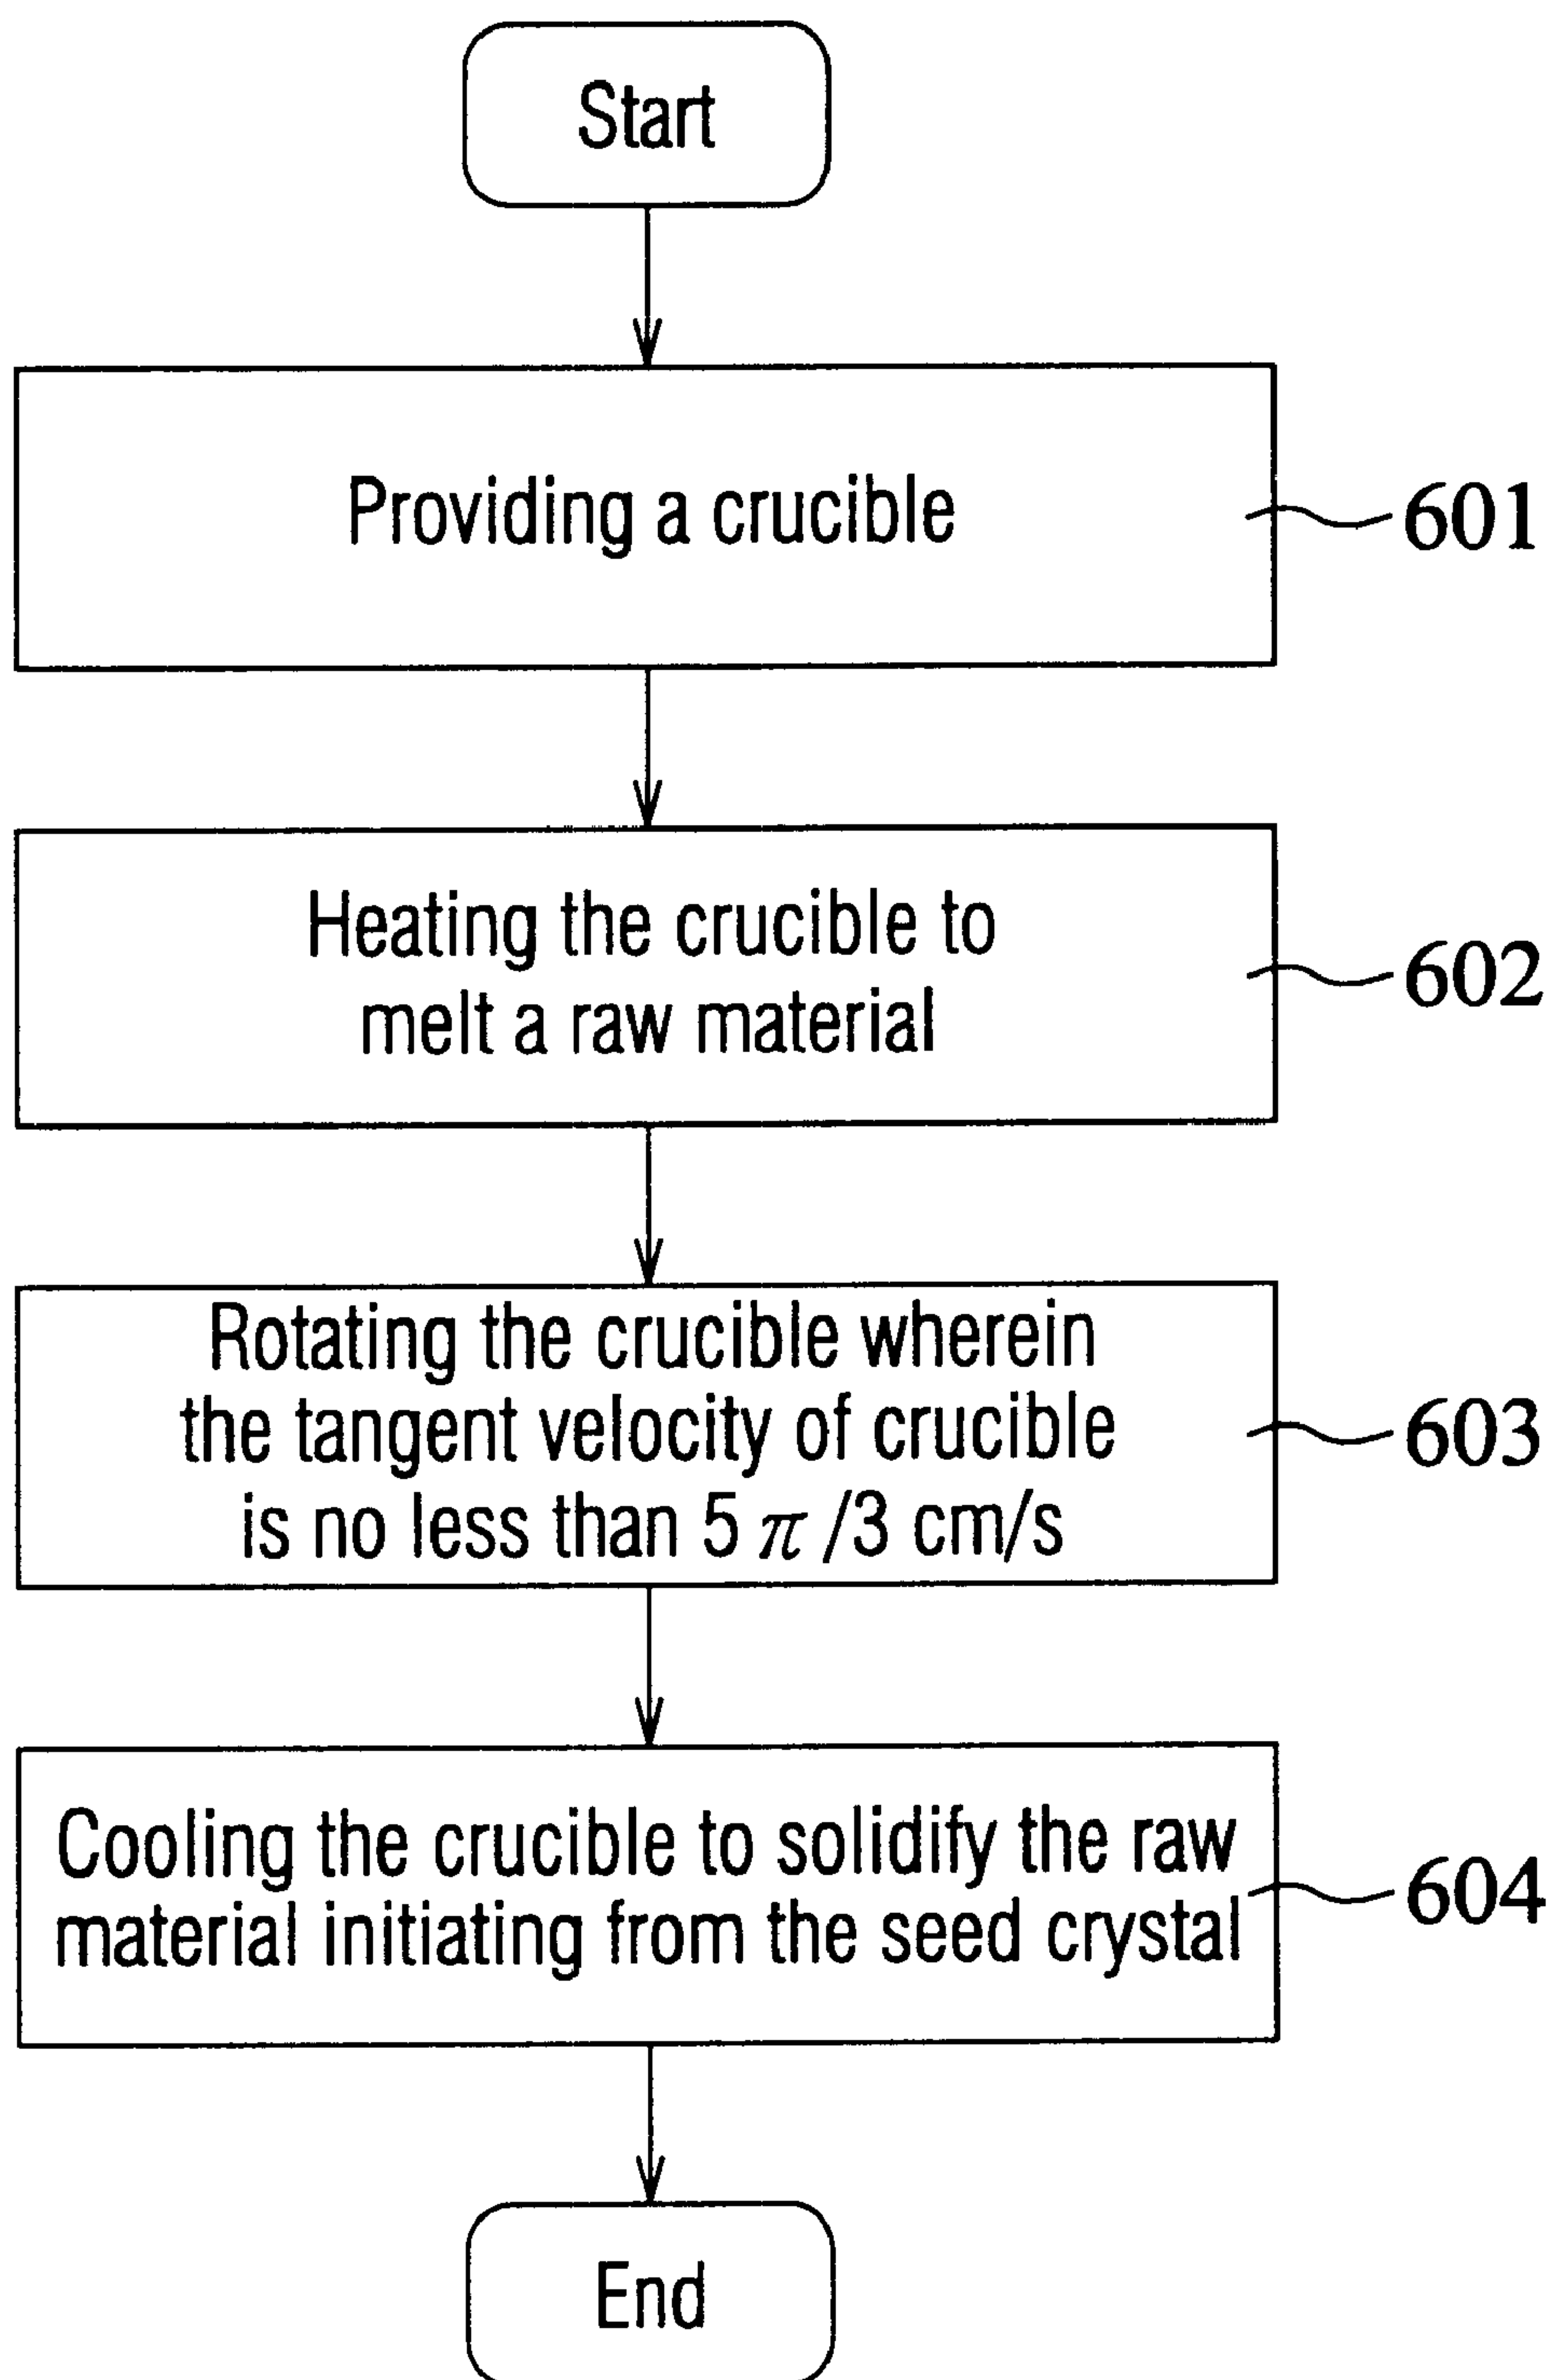 Start
Providing a crucible
601
Heating the crucible to
melt a raw material
602
Rotating the crucible wherein
the tangent velocity of crucible
is no less than 5 π /3 cm/s
603
Cooling the crucible to solidify the raw
material initiating from the seed crystal
604
End